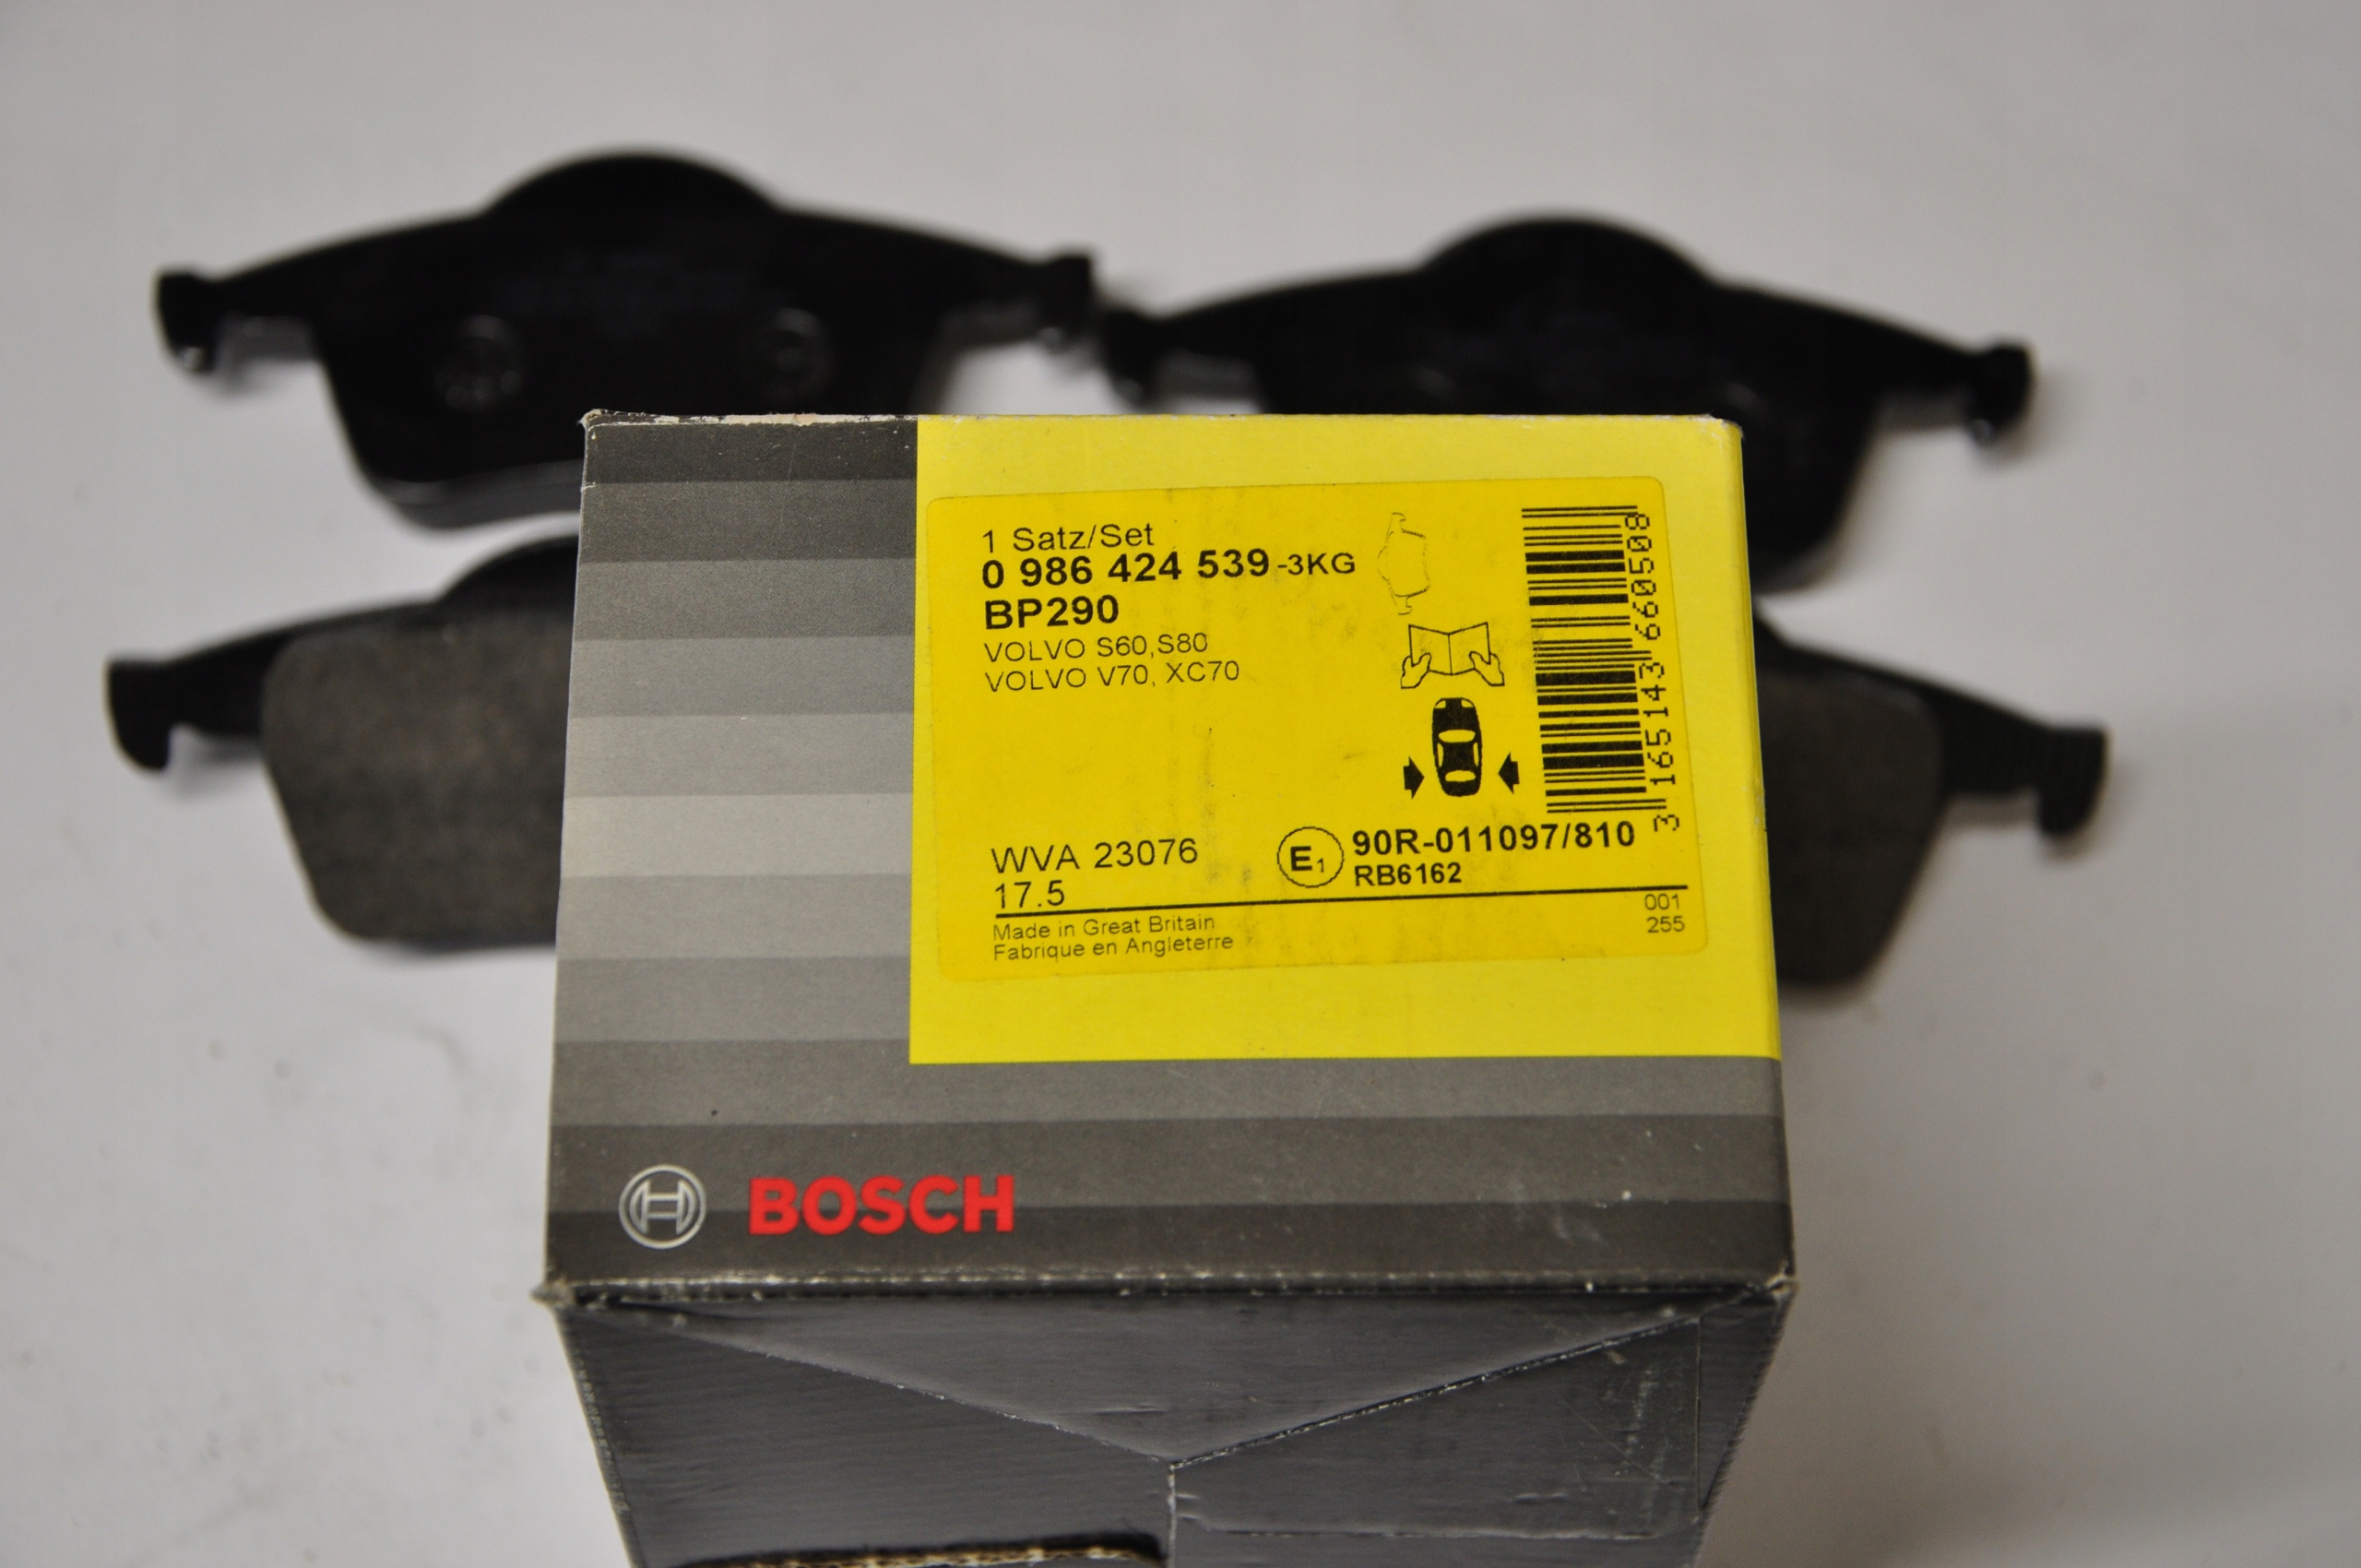 1 Satz/Set
0 986 424 539-3KG
BP290
VOLVO S60,S80
VOLVO V70, XC70
3 165143 660508
WVA 23076
17.5
E1 90R-011097/810
RB6162
Made in Great Britain
Fabrique en Angleterre
001
255
BOSCH